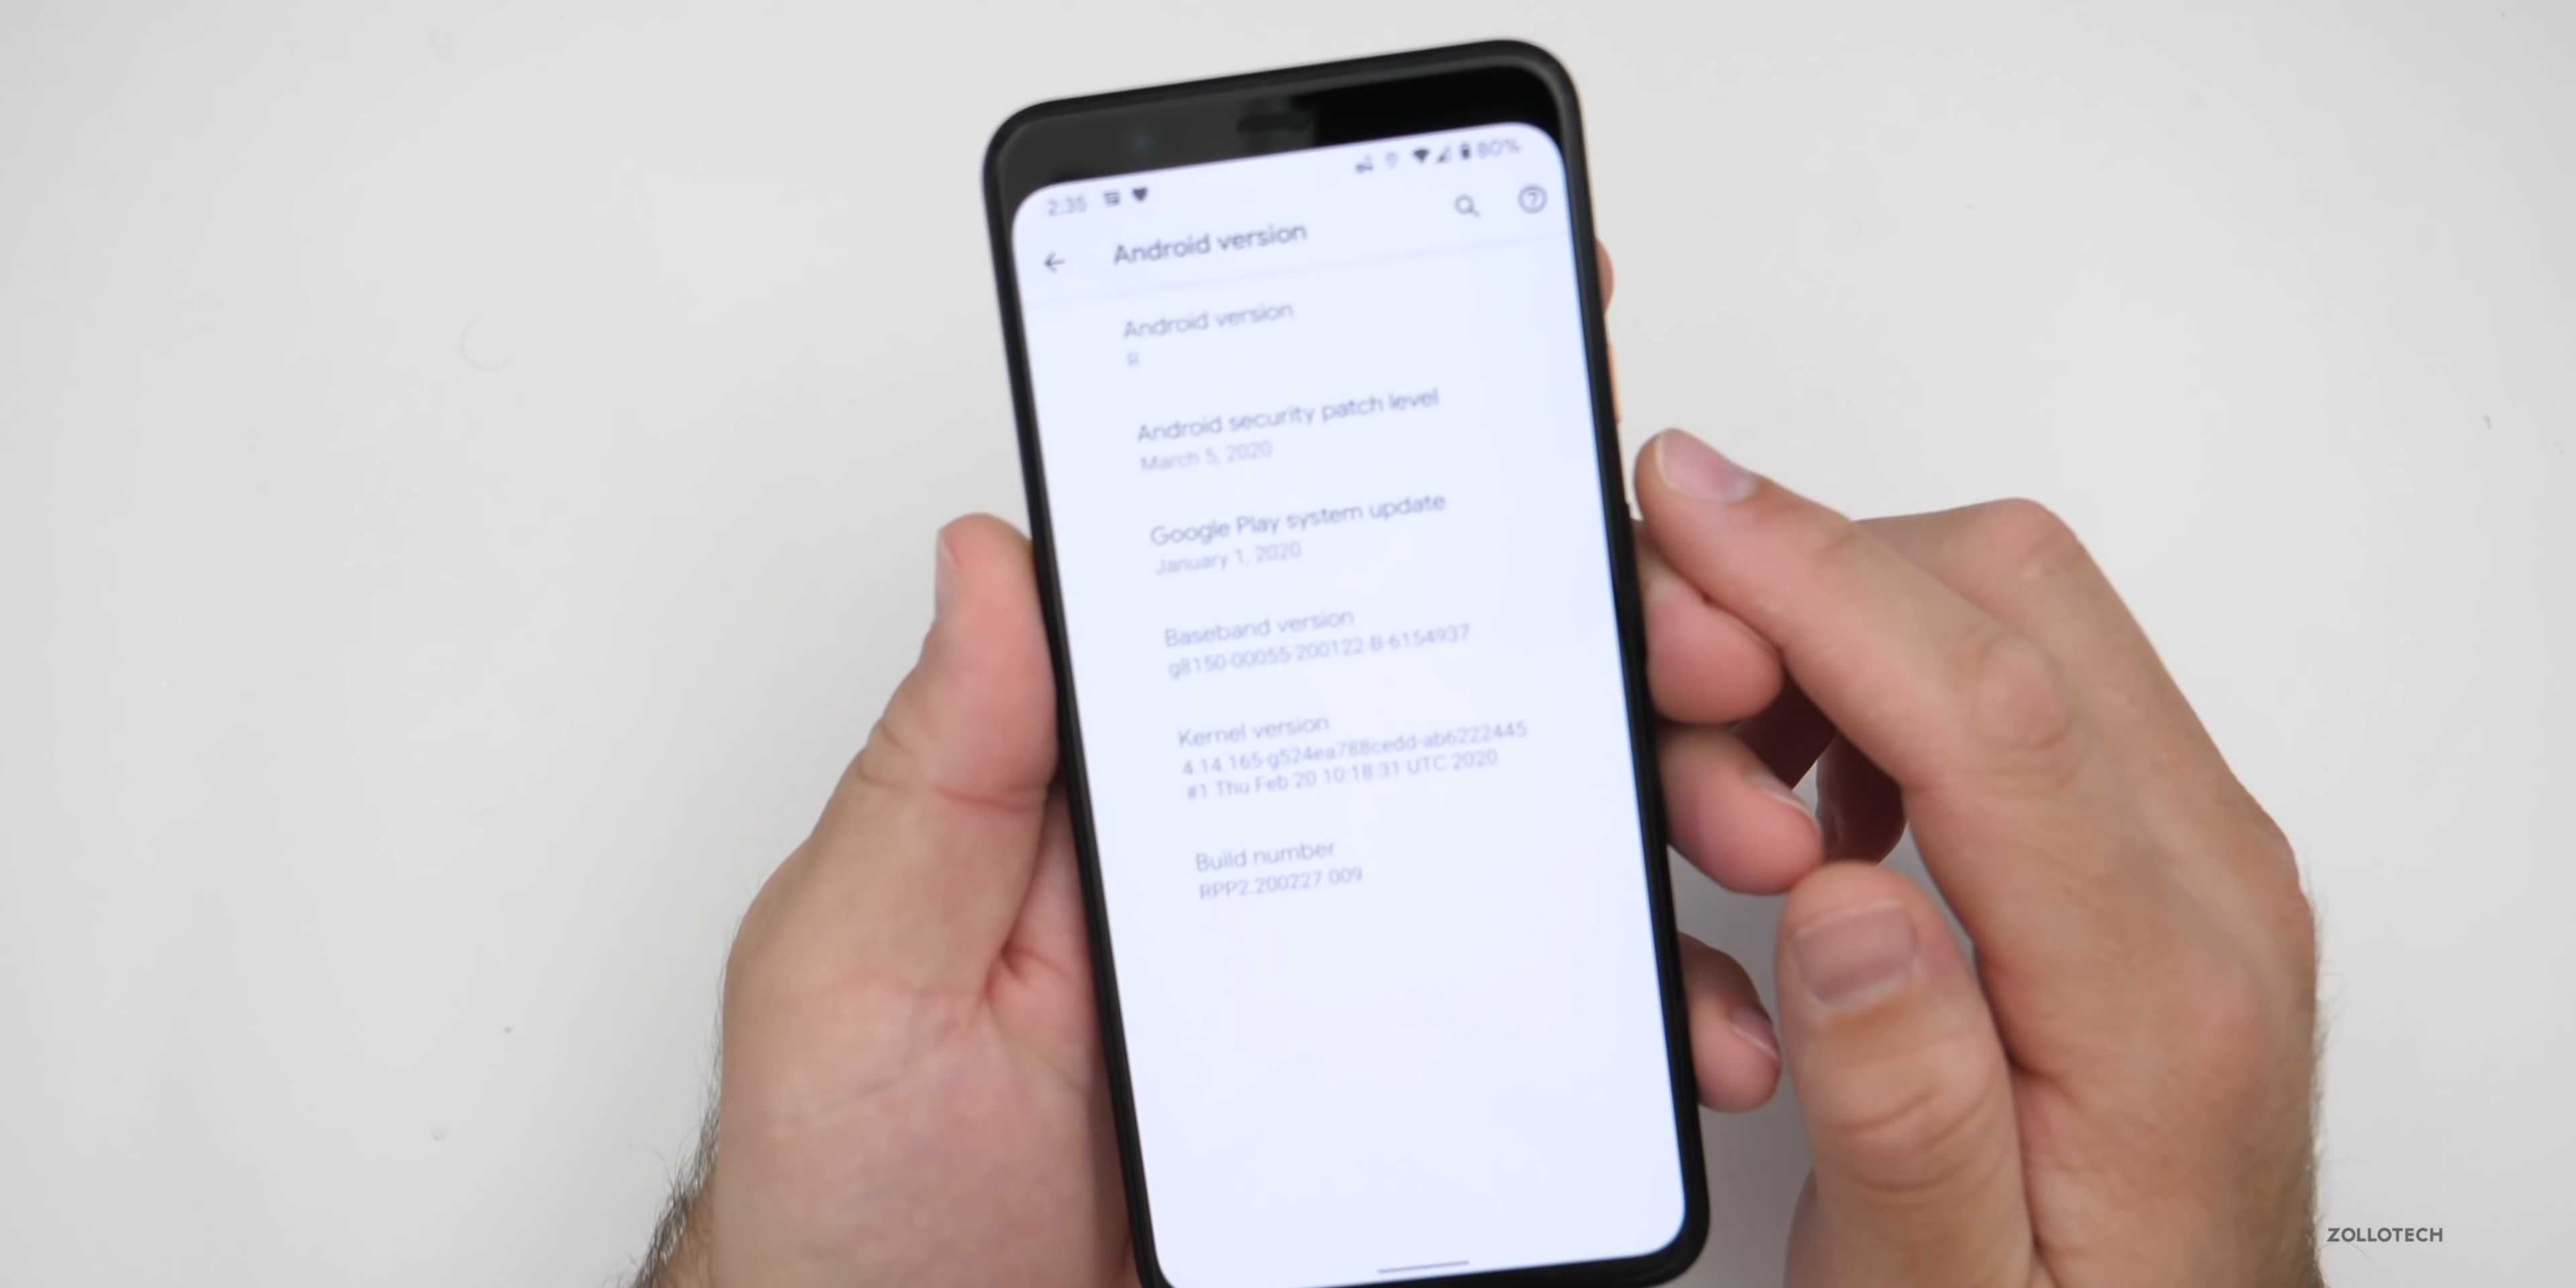 2:35
80%
Android version
Android version
R
Android security patch level
March 5, 2020
Google Play system update
January 1, 2020
Baseband version
g8150-00055-200122-B-6154937
Kernel version
4.14.165-g524ea788cedd-ab6222445
#1 Thu Feb 20 10:18:31 UTC 2020
Build number
RPP2.200227.009
ZOLLOTECH